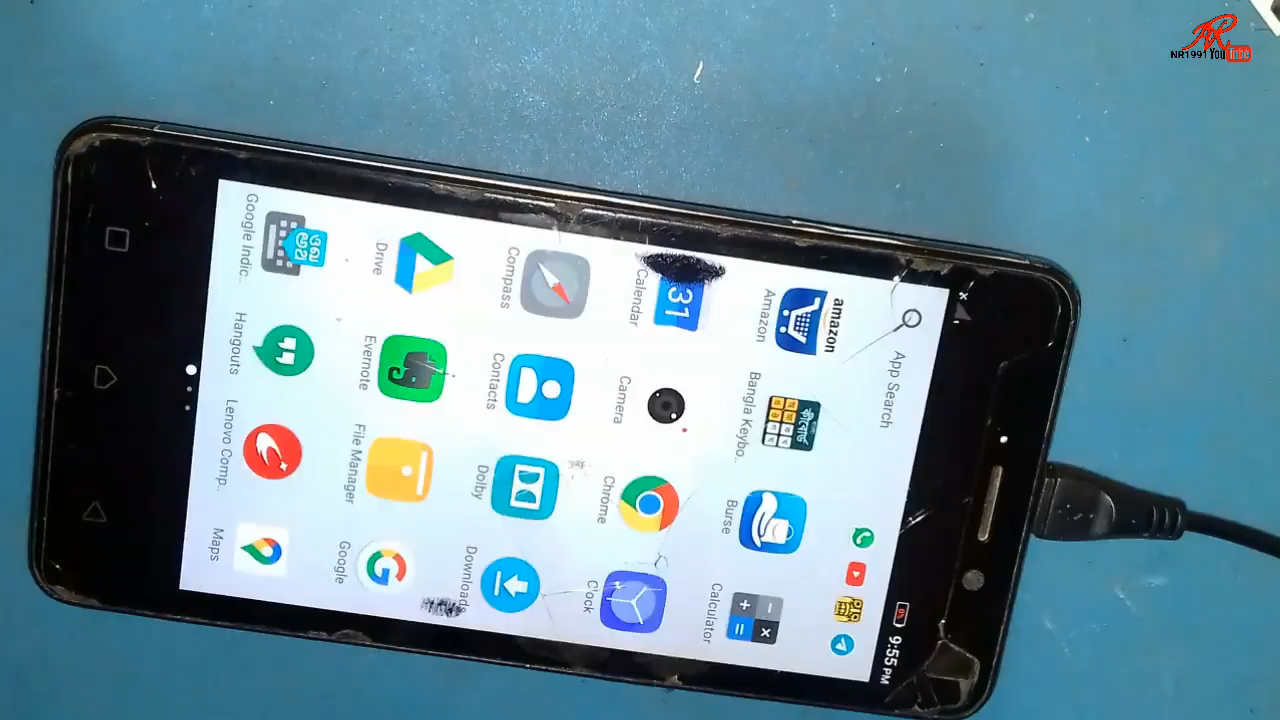 NR1991 YouTube
9:55 PM
App Search
31
amazon
Amazon
Bangla Keybo..
Burse
Calculator
Calendar
Camera
Chrome
Clock
Compass
Contacts
Dolby
Downloads
Drive
Evernote
File Manager
Google
Google Indic..
Hangouts
Lenovo Comp..
Maps